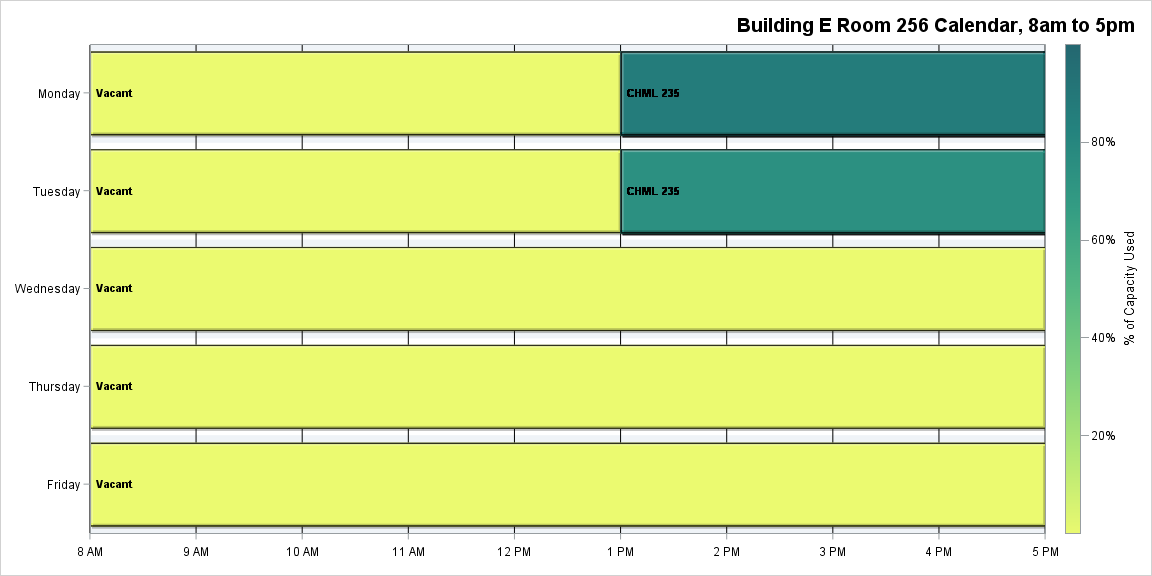 Building E Room 256 Calendar, 8am to 5pm
Monday
Vacant
CHML 235
Tuesday
Vacant
CHML 235
Wednesday
Vacant
Thursday
Vacant
Friday
Vacant
8 AM
9 AM
10 AM
11 AM
12 PM
1 PM
2 PM
3 PM
4 PM
5 PM
80%
60%
40%
20%
% of Capacity Used